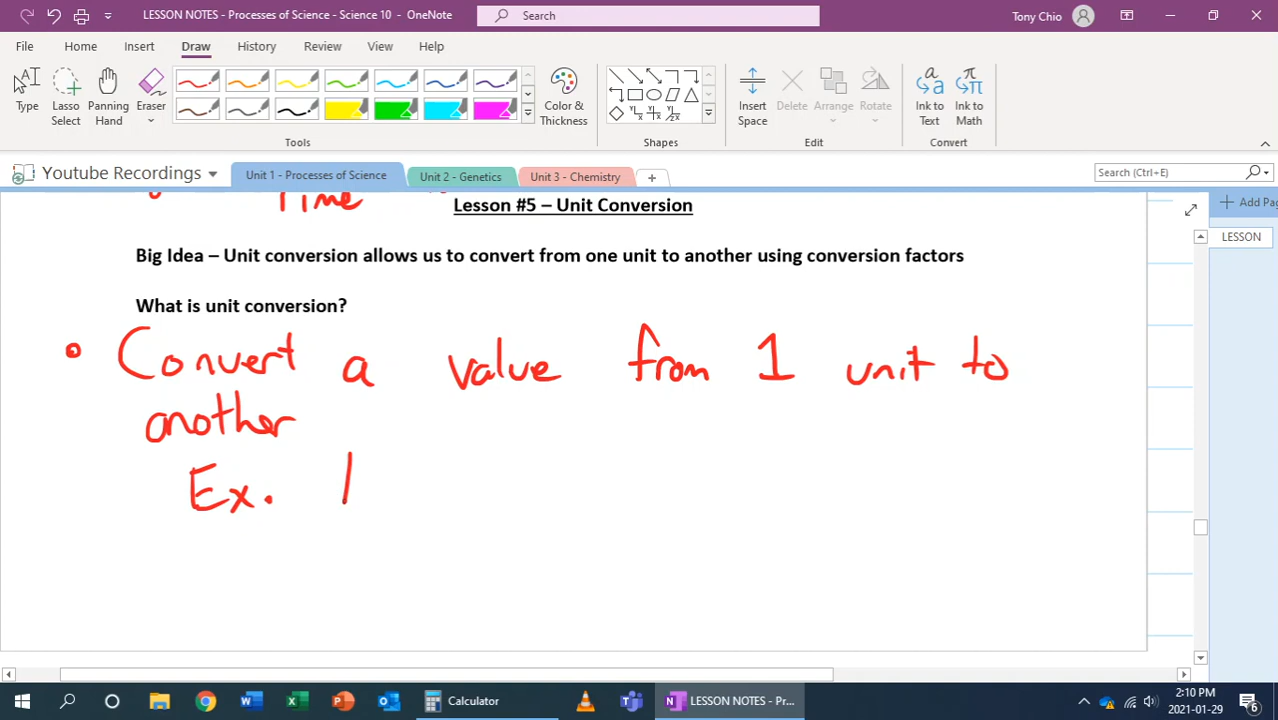 LESSON NOTES - Processes of Science - Science 10 - OneNote
Search
Tony Chio
File Home Insert Draw History Review View Help
Type
Lasso Select
Panning Hand
Eraser
Color & Thickness
Insert Space
Delete
Arrange
Rotate
Ink to Text
Ink to Math
Tools
Shapes
Edit
Convert
Youtube Recordings
Unit 1 - Processes of Science
Unit 2 - Genetics
Unit 3 - Chemistry
Search (Ctrl+E)
Add Pag
LESSON
Time
Lesson #5 – Unit Conversion
Big Idea – Unit conversion allows us to convert from one unit to another using conversion factors
What is unit conversion?
• Convert a value from 1 unit to
another
Ex. 1
Calculator
LESSON NOTES - Pr...
2:10 PM
2021-01-29
6